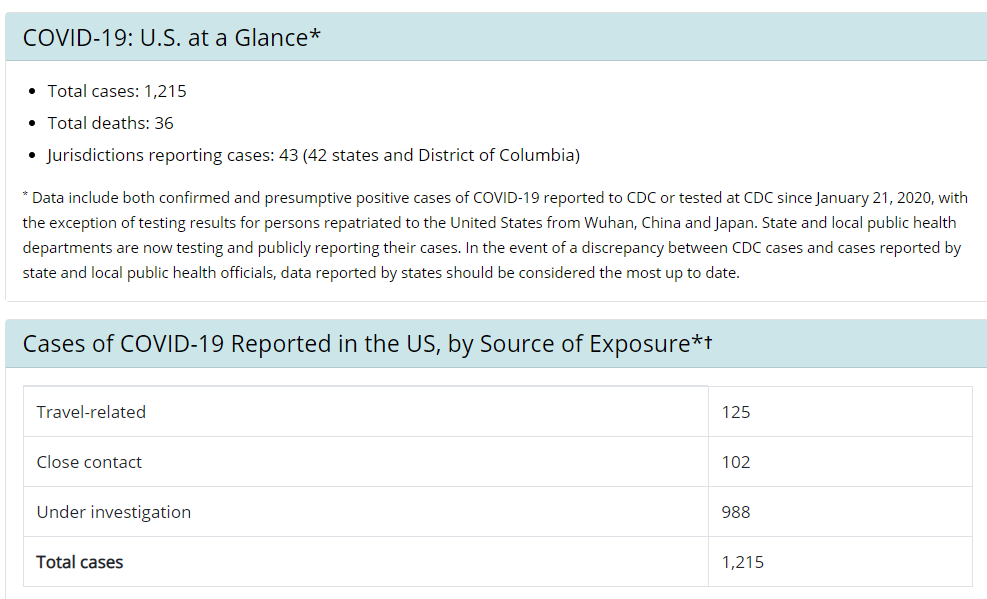 COVID-19: U.S. at a Glance*
• Total cases: 1,215
• Total deaths: 36
• Jurisdictions reporting cases: 43 (42 states and District of Columbia)
* Data include both confirmed and presumptive positive cases of COVID-19 reported to CDC or tested at CDC since January 21, 2020, with
the exception of testing results for persons repatriated to the United States from Wuhan, China and Japan. State and local public health
departments are now testing and publicly reporting their cases. In the event of a discrepancy between CDC cases and cases reported by
state and local public health officials, data reported by states should be considered the most up to date.
Cases of COVID-19 Reported in the US, by Source of Exposure*†
Travel-related 125
Close contact 102
Under investigation 988
Total cases 1,215